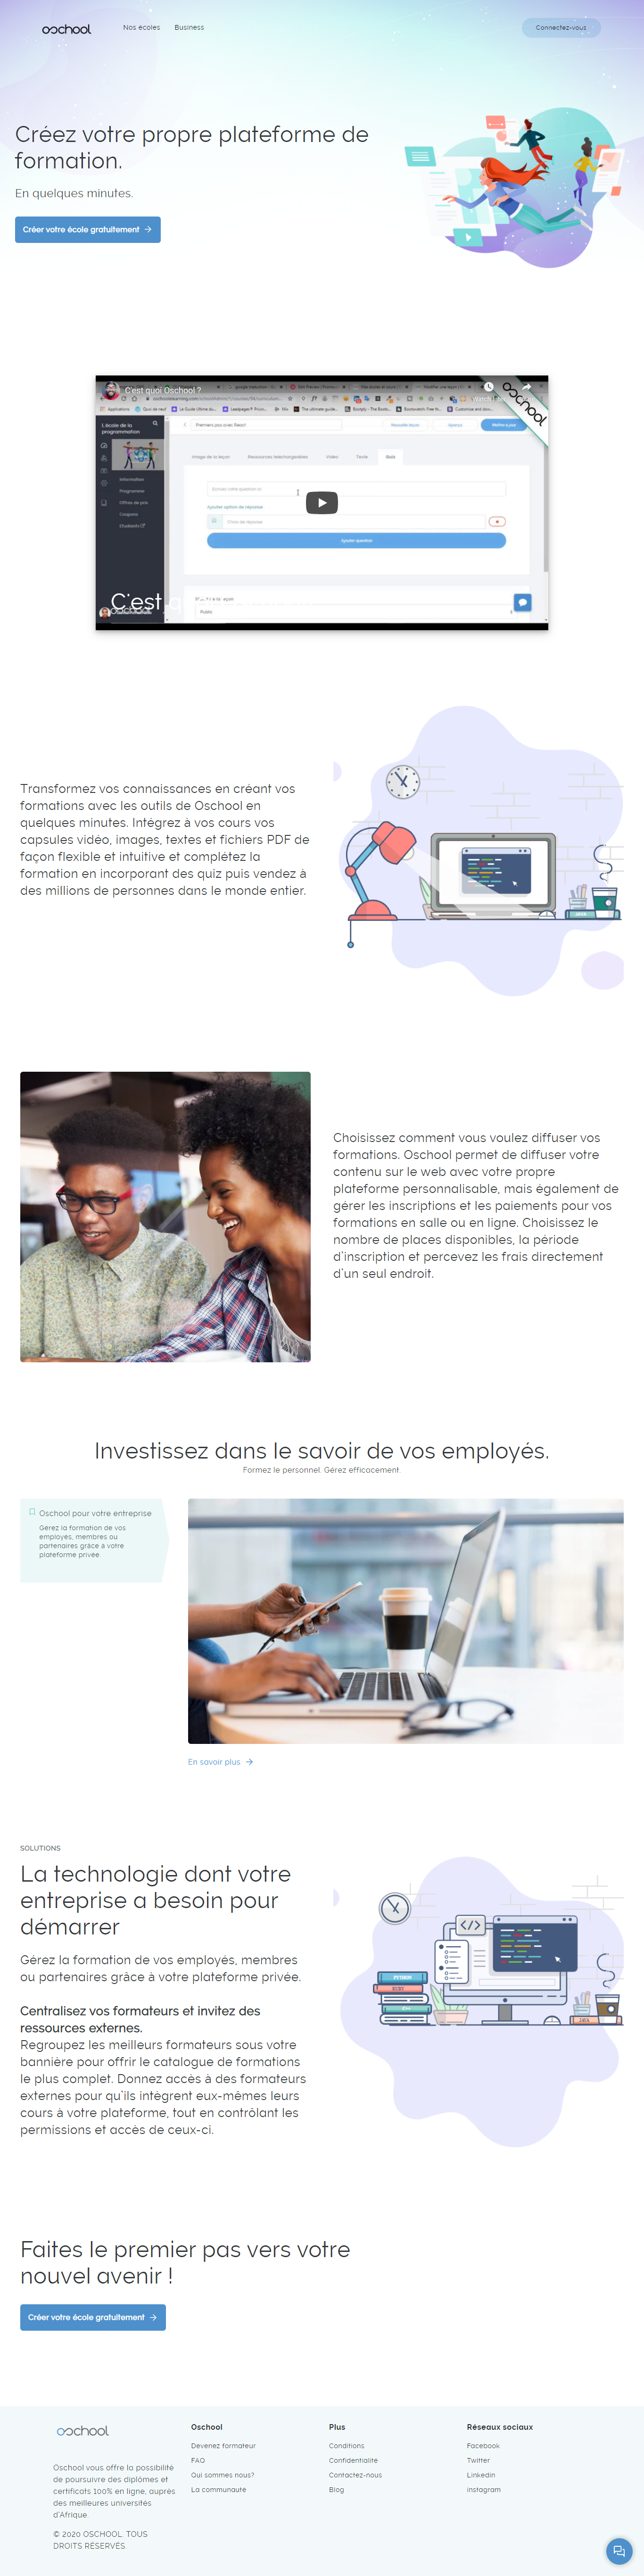 oschool
Nos écoles
Business
Connectez-vous
Créez votre propre plateforme de
formation.
En quelques minutes.
Créer votre école gratuitement
C'est quoi Oschool ?
oschool
L'école de la
programmation
Premiers pas avec React
Nouvelle leçon
Aperçu
Mettre à jour
Image de la leçon
Ressources téléchargeables
Vidéo
Texte
Quiz
Information
Programme
Offres de prix
Coupons
Etudiants
Ajouter option de réponse
Choix de réponse
Ajouter question
Public
Transformez vos connaissances en créant vos
formations avec les outils de Oschool en
quelques minutes. Intégrez à vos cours vos
capsules vidéo, images, textes et fichiers PDF de
façon flexible et intuitive et complétez la
formation en incorporant des quiz puis vendez à
des millions de personnes dans le monde entier.
JAVA
Choisissez comment vous voulez diffuser vos
formations. Oschool permet de diffuser votre
contenu sur le web avec votre propre
plateforme personnalisable, mais également de
gérer les inscriptions et les paiements pour vos
formations en salle ou en ligne. Choisissez le
nombre de places disponibles, la période
d'inscription et percevez les frais directement
d'un seul endroit.
Investissez dans le savoir de vos employés.
Formez le personnel. Gérez efficacement.
Oschool pour votre entreprise
Gérez la formation de vos
employés, membres ou
partenaires grâce à votre
plateforme privée.
En savoir plus
SOLUTIONS
La technologie dont votre
entreprise a besoin pour
démarrer
Gérez la formation de vos employés, membres
ou partenaires grâce à votre plateforme privée.
Centralisez vos formateurs et invitez des
ressources externes.
Regroupez les meilleurs formateurs sous votre
bannière pour offrir le catalogue de formations
le plus complet. Donnez accès à des formateurs
externes pour qu'ils intègrent eux-mêmes leurs
cours à votre plateforme, tout en contrôlant les
permissions et accès de ceux-ci.
PYTHON
RUBY
C++
JAVA
Faites le premier pas vers votre
nouvel avenir !
Créer votre école gratuitement
oschool
Oschool vous offre la possibilité
de poursuivre des diplômes et
certificats 100% en ligne, auprès
des meilleures universités
d'Afrique.
© 2020 OSCHOOL. TOUS
DROITS RÉSERVÉS.
Oschool
Devenez formateur
FAQ
Qui sommes nous?
La communauté
Plus
Conditions
Confidentialité
Contactez-nous
Blog
Réseaux sociaux
Facebook
Twitter
Linkedin
instagram